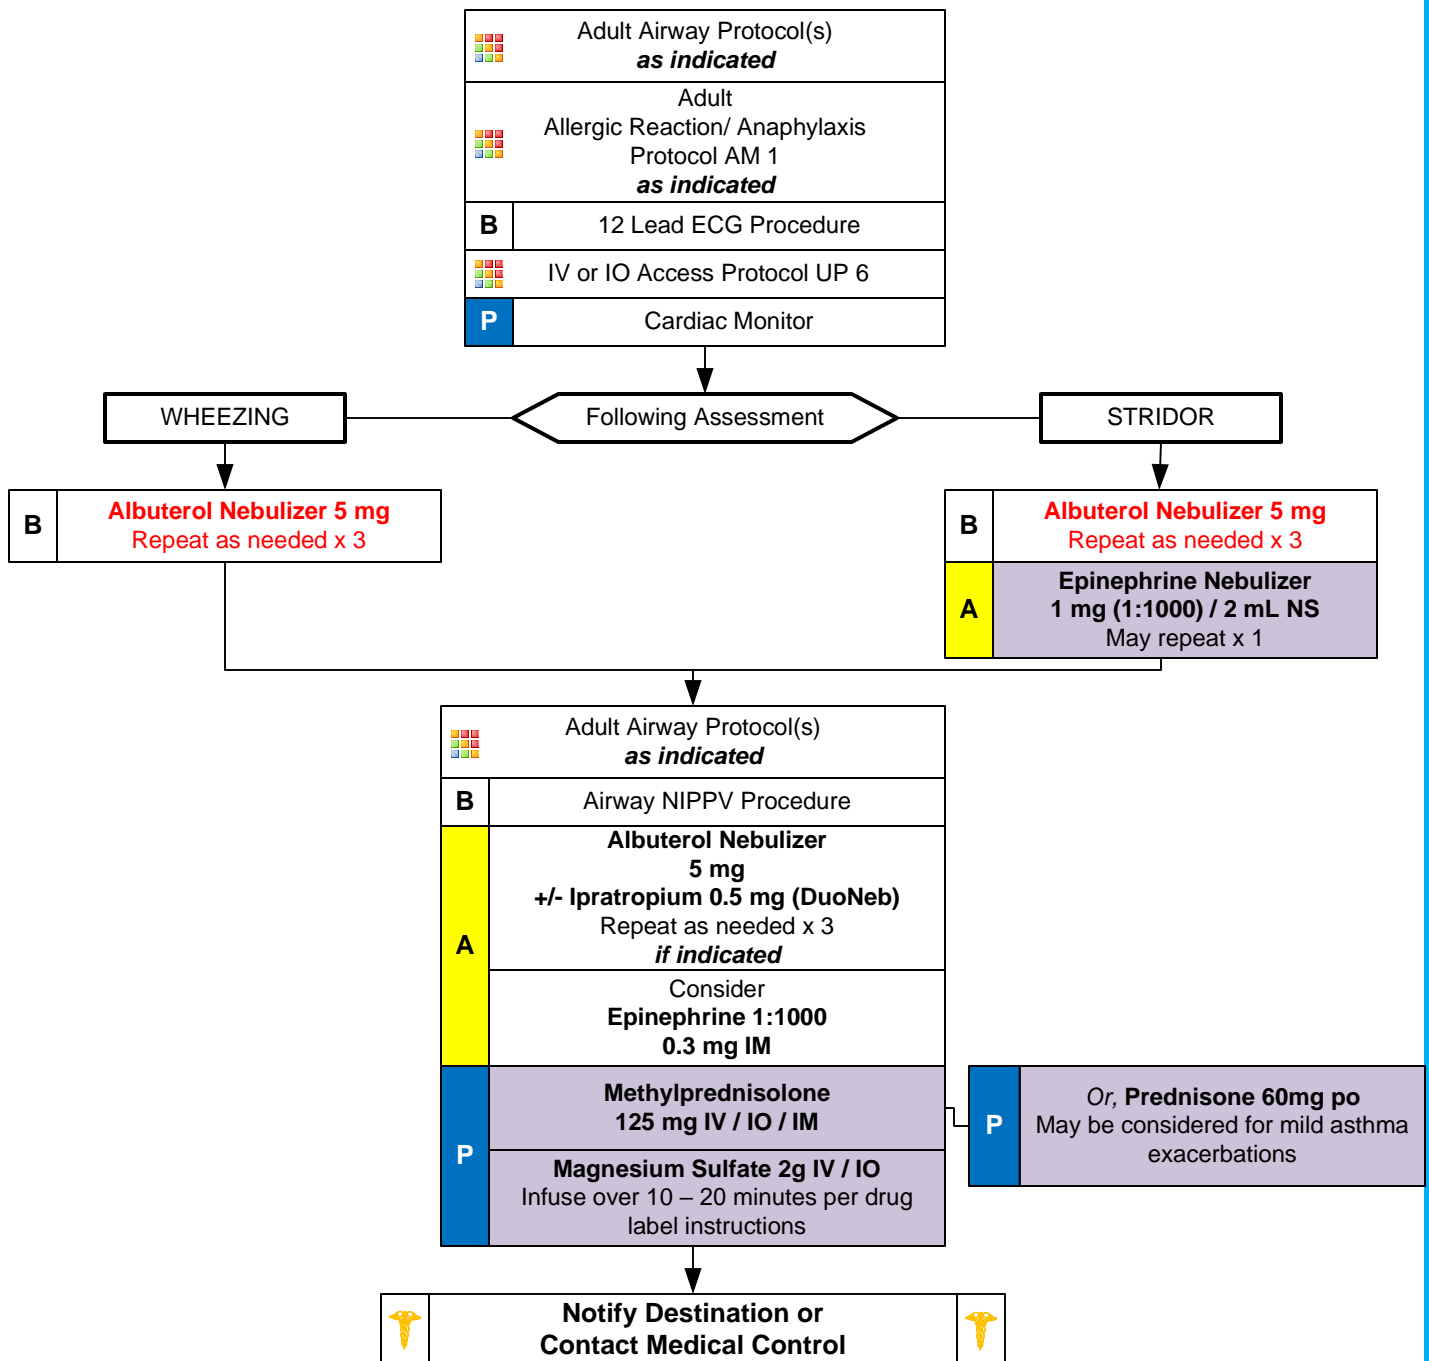 Adult Airway Protocol(s)
as indicated
Adult
Allergic Reaction/ Anaphylaxis
Protocol AM 1
as indicated
B
12 Lead ECG Procedure
IV or IO Access Protocol UP 6
P
Cardiac Monitor
WHEEZING
Following Assessment
STRIDOR
B
Albuterol Nebulizer 5 mg
Repeat as needed x 3
B
Albuterol Nebulizer 5 mg
Repeat as needed x 3
A
Epinephrine Nebulizer
1 mg (1:1000) / 2 mL NS
May repeat x 1
Adult Airway Protocol(s)
as indicated
B
Airway NIPPV Procedure
A
Albuterol Nebulizer
5 mg
+/- Ipratropium 0.5 mg (DuoNeb)
Repeat as needed x 3
if indicated
Consider
Epinephrine 1:1000
0.3 mg IM
P
Methylprednisolone
125 mg IV / IO / IM
P
Or, Prednisone 60mg po
May be considered for mild asthma
exacerbations
Magnesium Sulfate 2g IV / IO
Infuse over 10 – 20 minutes per drug
label instructions
Notify Destination or
Contact Medical Control